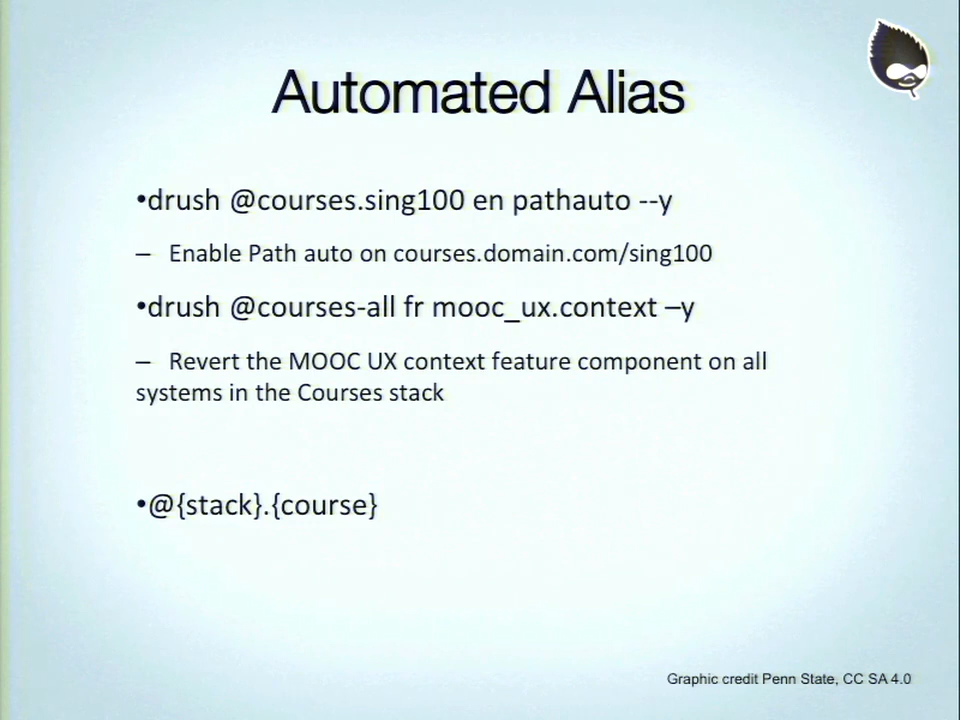 Automated Alias
•drush @courses.sing100 en pathauto --y
– Enable Path auto on courses.domain.com/sing100
•drush @courses-all fr mooc_ux.context –y
– Revert the MOOC UX context feature component on all
systems in the Courses stack
•@{stack}.{course}
Graphic credit Penn State, CC SA 4.0